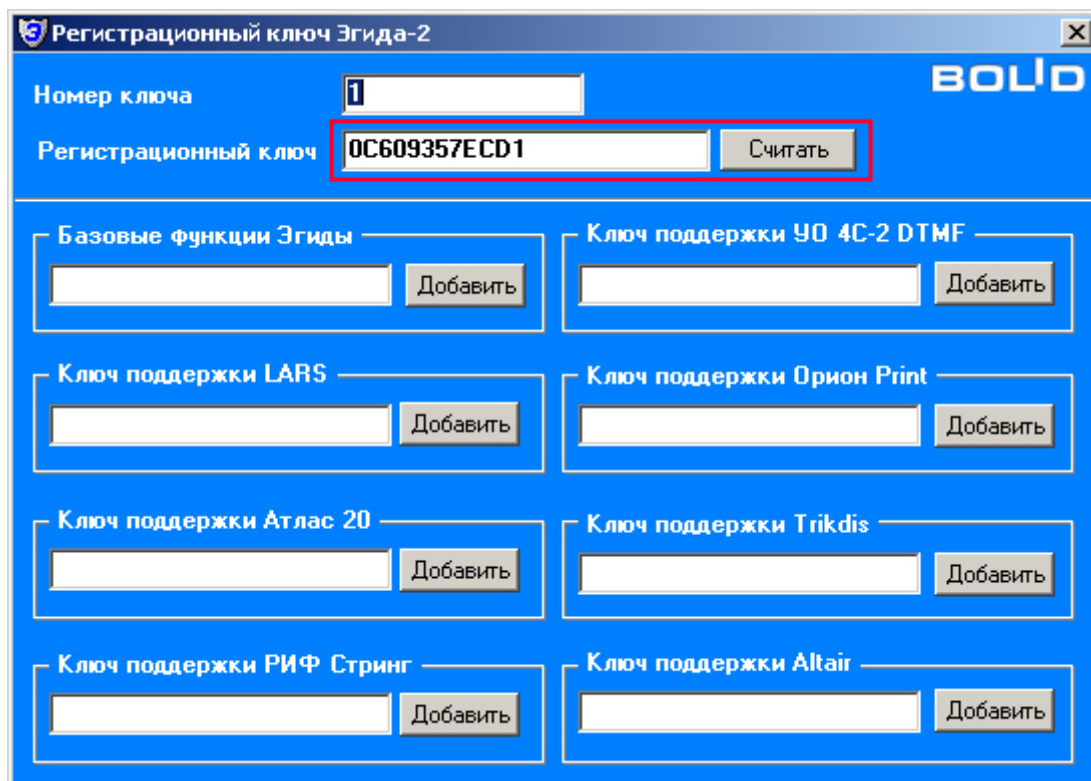 Регистрационный ключ Эгида-2
BOLID
Номер ключа 1
Регистрационный ключ 0C609357ECD1 Считать
Базовые функции Эгиды
Добавить
Ключ поддержки УО 4С-2 DTMF
Добавить
Ключ поддержки LARS
Добавить
Ключ поддержки Орион Print
Добавить
Ключ поддержки Атлас 20
Добавить
Ключ поддержки Trikdis
Добавить
Ключ поддержки РИФ Стринг
Добавить
Ключ поддержки Altair
Добавить